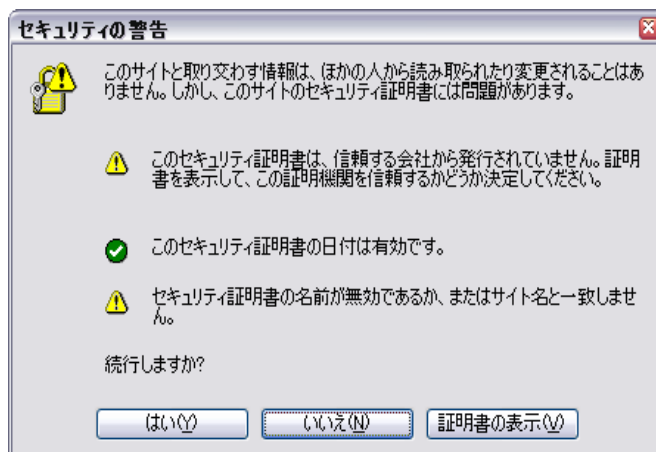 セキュリティの警告
このサイトと取り交わす情報は、ほかの人から読み取られたり変更されることはあ
りません。しかし、このサイトのセキュリティ証明書には問題があります。
このセキュリティ証明書は、信頼する会社から発行されていません。証明
書を表示して、この証明機関を信頼するかどうか決定してください。
このセキュリティ証明書の日付は有効です。
セキュリティ証明書の名前が無効であるか、またはサイト名と一致しませ
ん。
続行しますか?
はい(Y) いいえ(N) 証明書の表示(V)